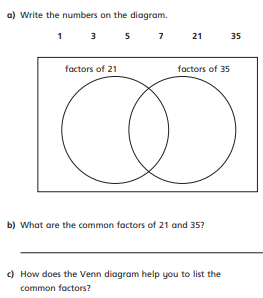 a) Write the numbers on the diagram.
1 3 5 7 21 35
factors of 21 factors of 35
b) What are the common factors of 21 and 35?
c) How does the Venn diagram help you to list the
common factors?